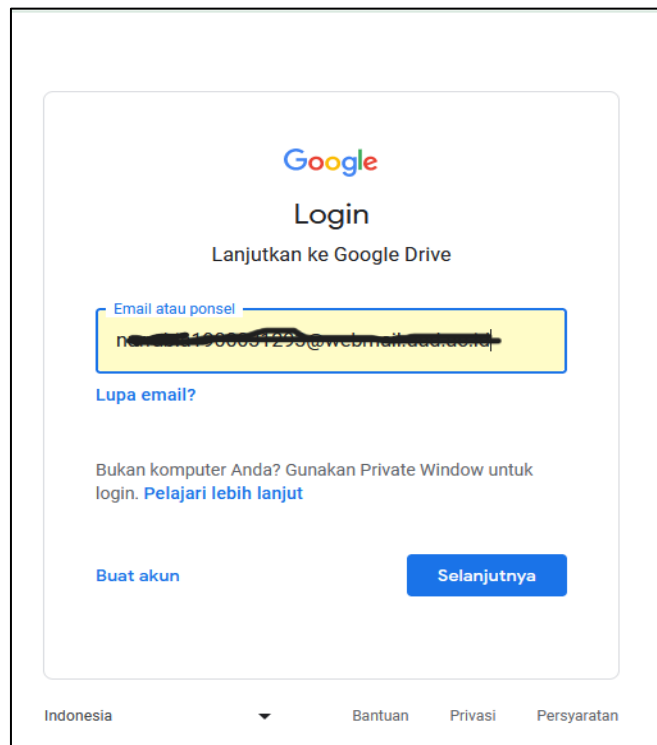 Google
Login
Lanjutkan ke Google Drive
Email atau ponsel
Lupa email?
Bukan komputer Anda? Gunakan Private Window untuk
login. Pelajari lebih lanjut
Buat akun
Selanjutnya
Indonesia
Bantuan
Privasi
Persyaratan